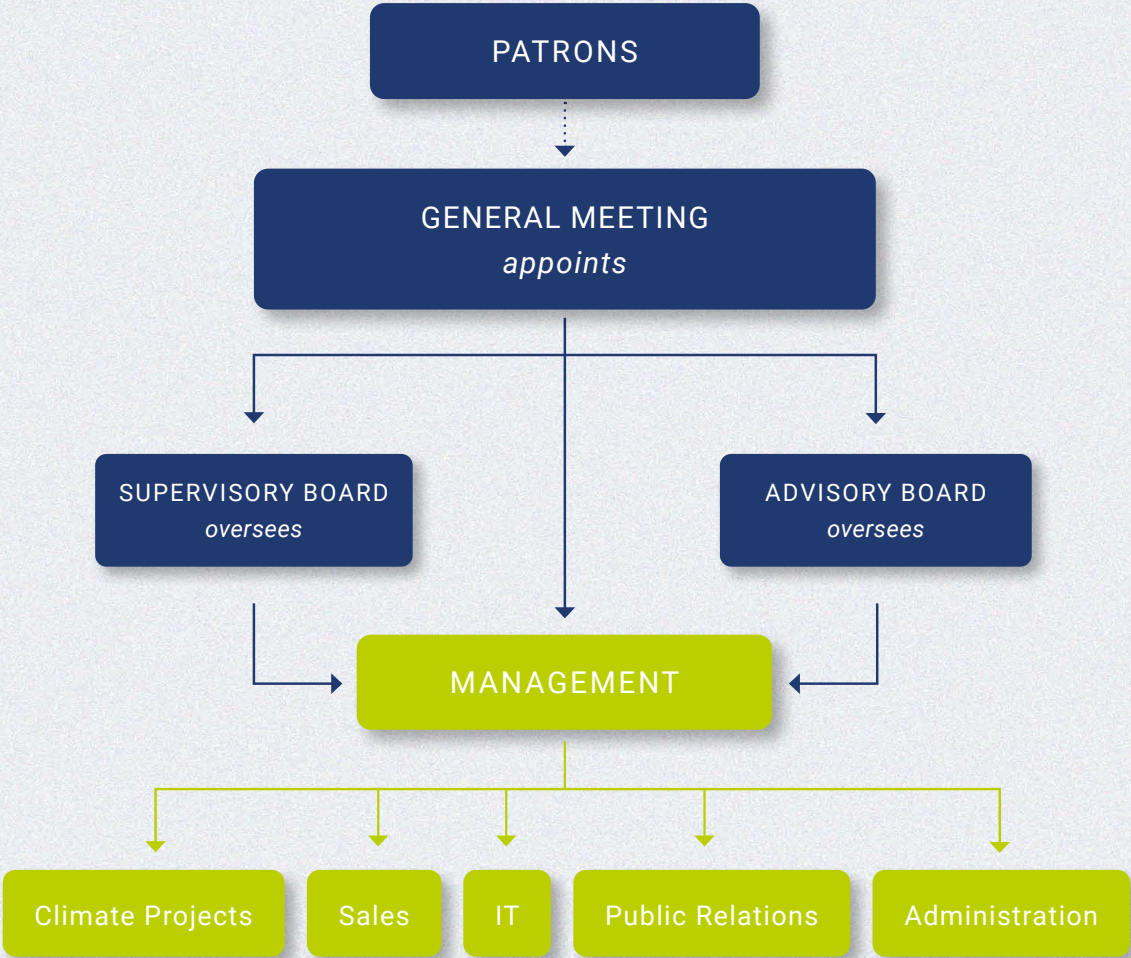 PATRONS
GENERAL MEETING
appoints
SUPERVISORY BOARD
oversees
ADVISORY BOARD
oversees
MANAGEMENT
Climate Projects
Sales
IT
Public Relations
Administration